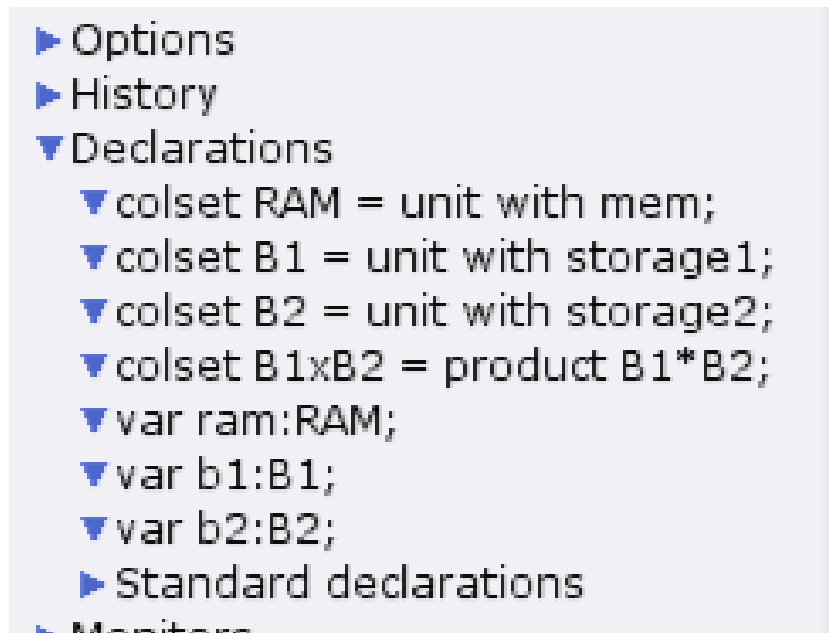 Options
History
Declarations
colset RAM = unit with mem;
colset B1 = unit with storage1;
colset B2 = unit with storage2;
colset B1xB2 = product B1*B2;
var ram:RAM;
var b1:B1;
var b2:B2;
Standard declarations
Monitors